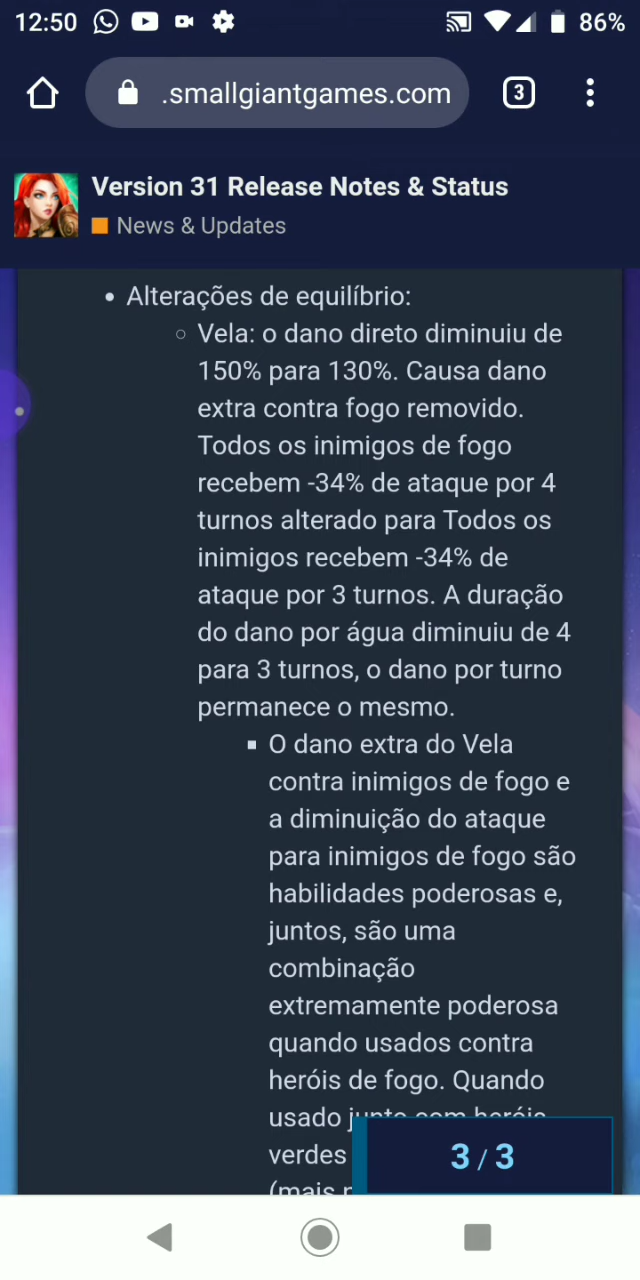 12:50
86%
.smallgiantgames.com
3
Version 31 Release Notes & Status
News & Updates
Alterações de equilíbrio:
Vela: o dano direto diminuiu de
150% para 130%. Causa dano
extra contra fogo removido.
Todos os inimigos de fogo
recebem -34% de ataque por 4
turnos alterado para Todos os
inimigos recebem -34% de
ataque por 3 turnos. A duração
do dano por água diminuiu de 4
para 3 turnos, o dano por turno
permanece o mesmo.
O dano extra do Vela
contra inimigos de fogo e
a diminuição do ataque
para inimigos de fogo são
habilidades poderosas e,
juntos, são uma
combinação
extremamente poderosa
quando usados contra
heróis de fogo. Quando
usado junto com heróis
verdes
(mais
3 / 3